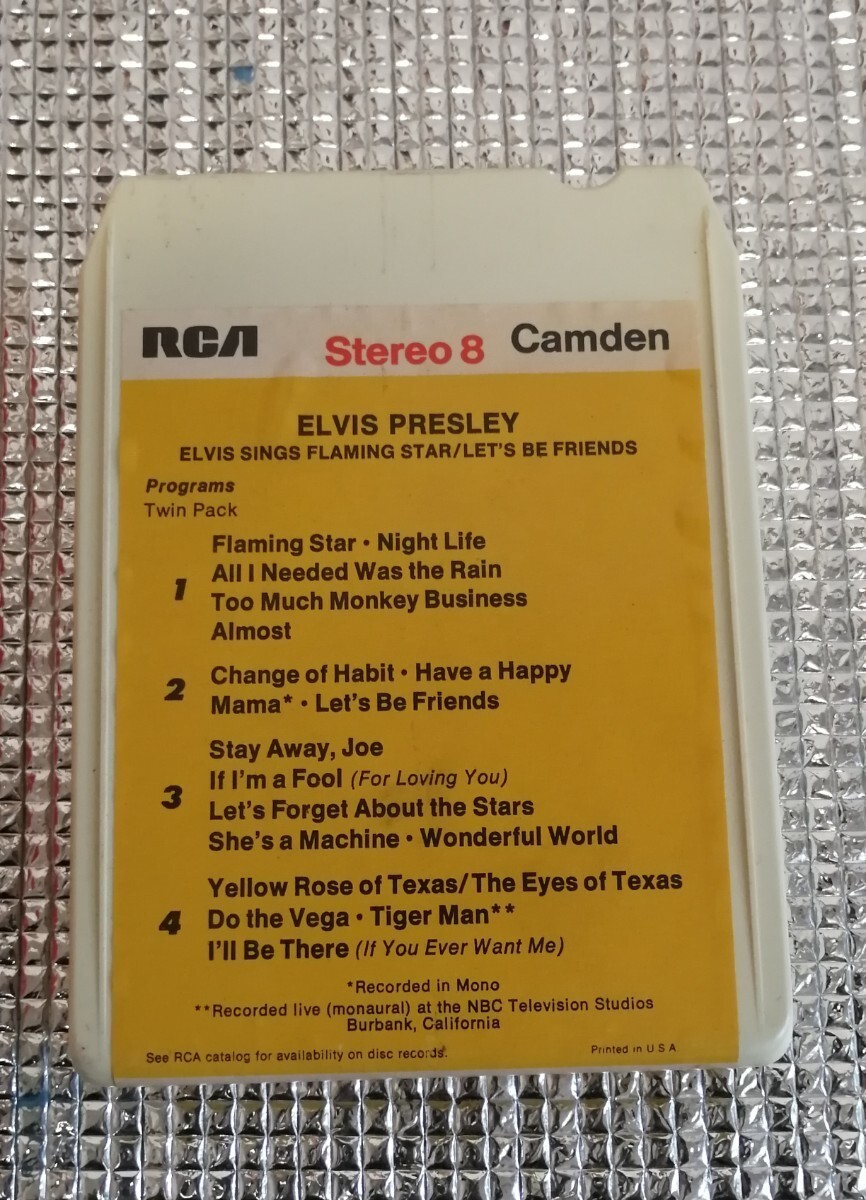 RCA Stereo 8 Camden
ELVIS PRESLEY
ELVIS SINGS FLAMING STAR/LET'S BE FRIENDS
Programs
Twin Pack
1
Flaming Star • Night Life
All I Needed Was the Rain
Too Much Monkey Business
Almost
2
Change of Habit • Have a Happy
Mama* • Let's Be Friends
3
Stay Away, Joe
If I'm a Fool (For Loving You)
Let's Forget About the Stars
She's a Machine • Wonderful World
4
Yellow Rose of Texas/The Eyes of Texas
Do the Vega • Tiger Man**
I'll Be There (If You Ever Want Me)
*Recorded in Mono
**Recorded live (monaural) at the NBC Television Studios
Burbank, California
See RCA catalog for availability on disc records.
Printed in U S A